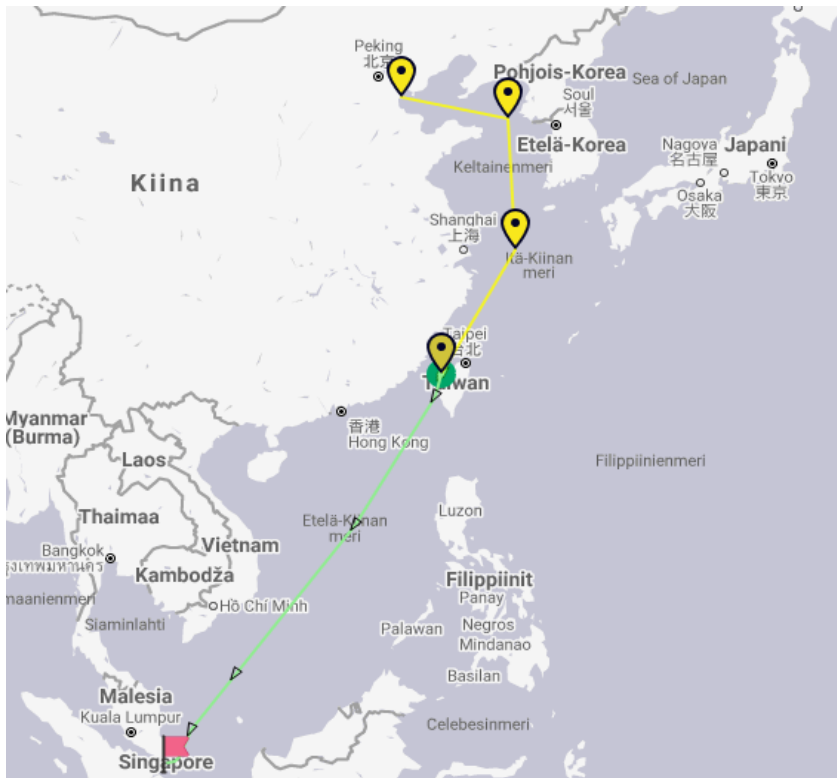 Peking
北京
Pohjois-Korea
Soul
서울
Sea of Japan
Etelä-Korea
Nagoya
名古屋
Japani
Tokyo
東京
Keltainenmeri
Osaka
大阪
Kiina
Shanghai
上海
Itä-Kiinan
meri
Taipei
台北
Taiwan
香港
Hong Kong
Myanmar
(Burma)
Laos
Filippiinienmeri
Thaimaa
Etelä-Kiinan
meri
Luzon
Bangkok
Vietnam
Kambodža
Filippiinit
Panay
Hồ Chí Minh
maanienmeri
Siaminlahti
Negros
Palawan
Mindanao
Basilan
Malesia
Kuala Lumpur
Celebesinmeri
Singapore